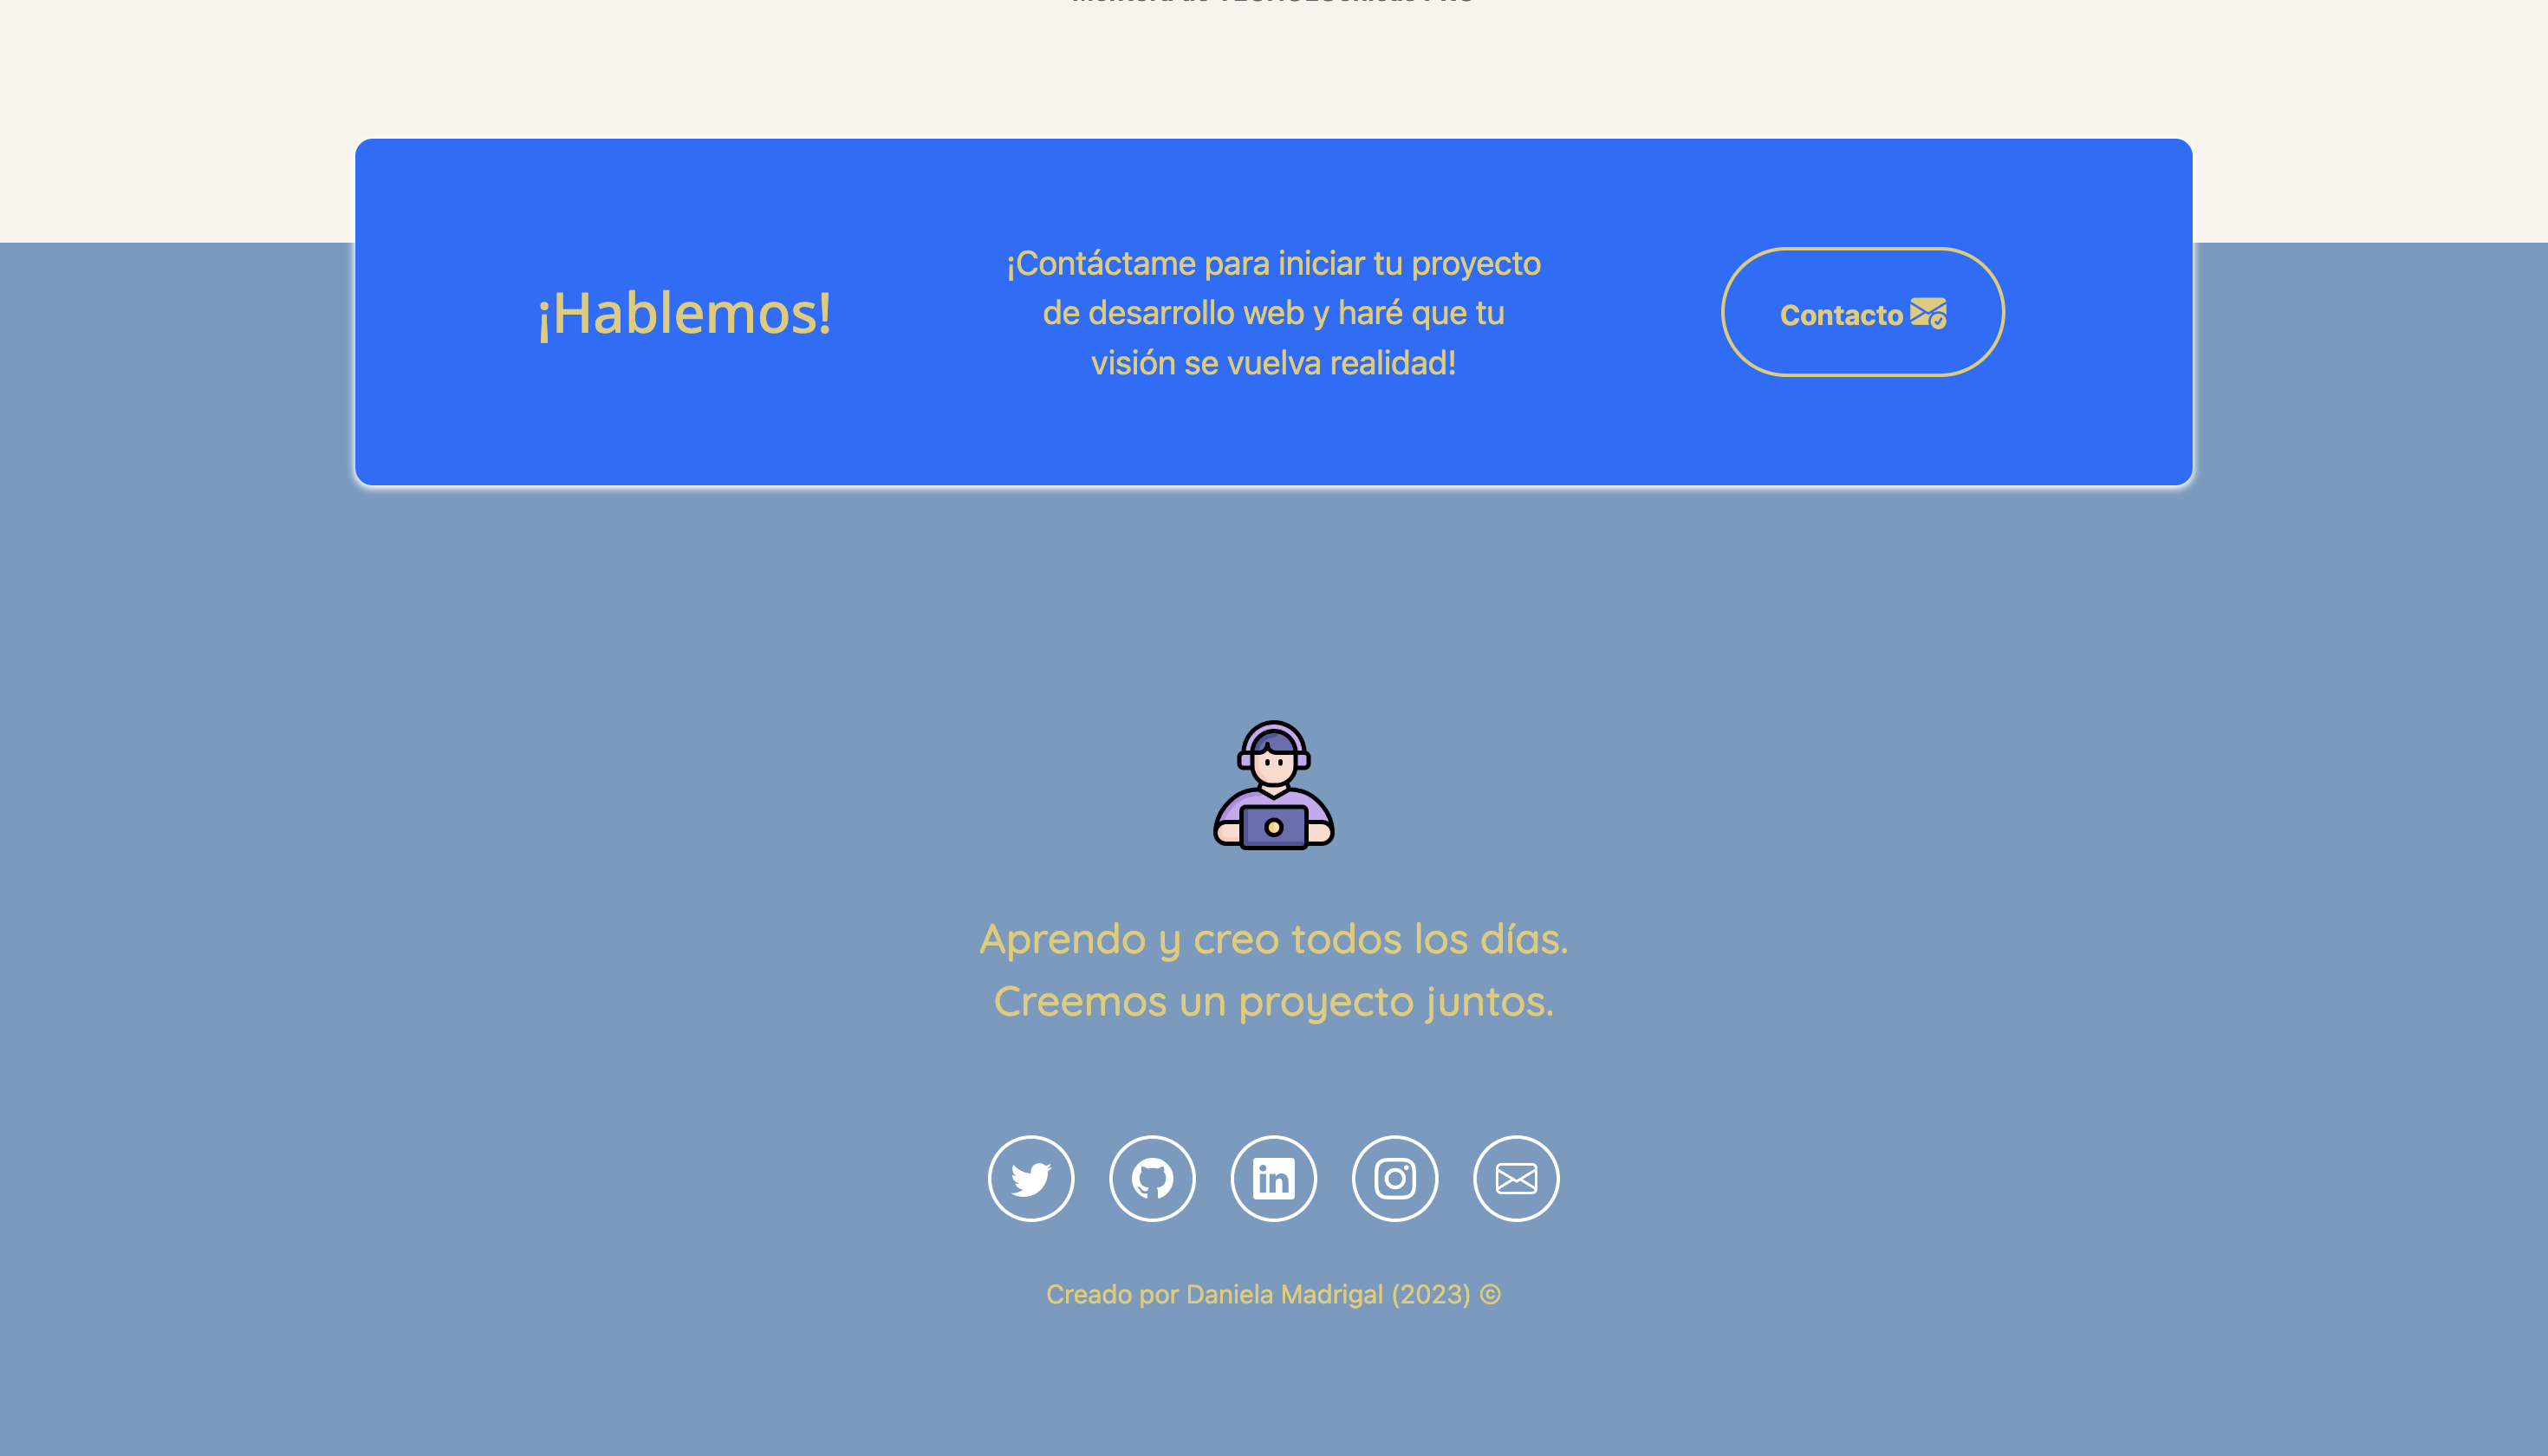 ¡Hablemos!
¡Contáctame para iniciar tu proyecto
de desarrollo web y haré que tu
visión se vuelva realidad!
Contacto
Aprendo y creo todos los días.
Creemos un proyecto juntos.
Creado por Daniela Madrigal (2023) ©